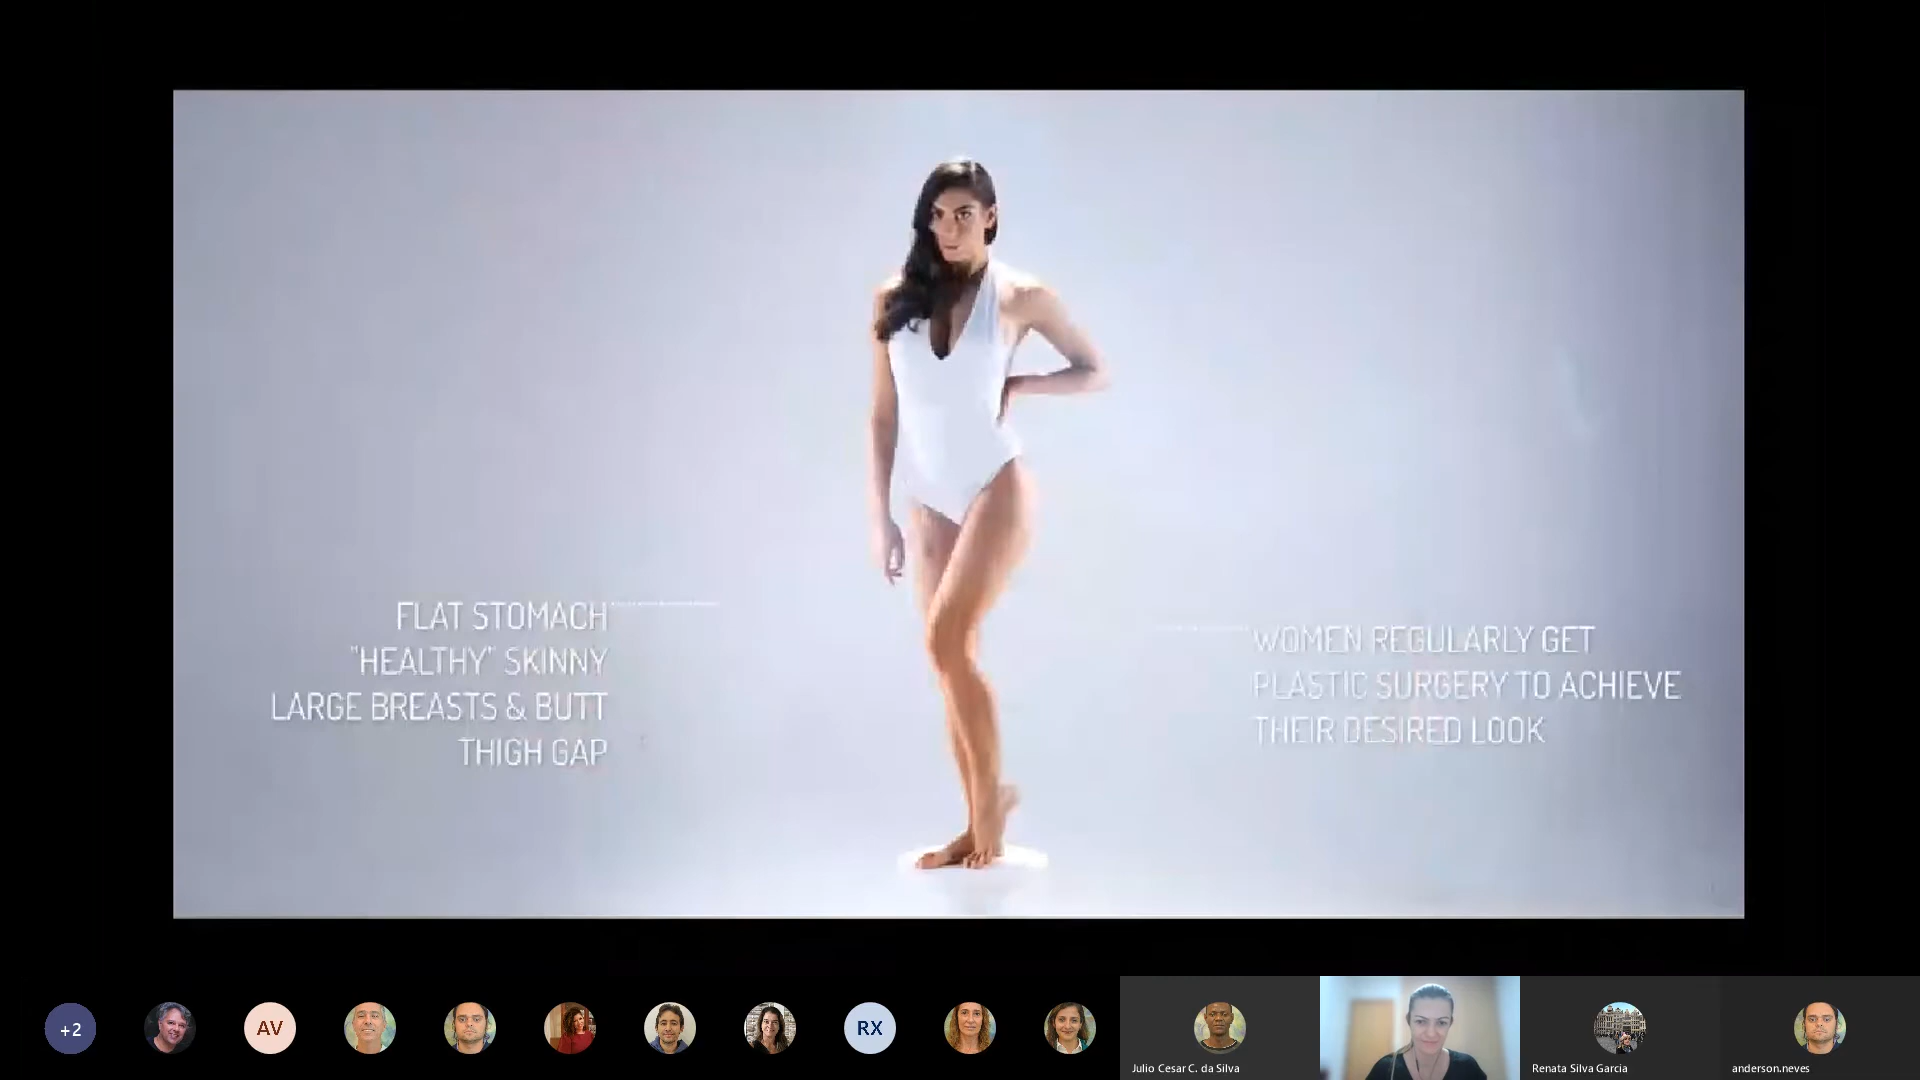 FLAT STOMACH
"HEALTHY" SKINNY
LARGE BREASTS & BUTT
THIGH GAP
WOMEN REGULARLY GET
PLASTIC SURGERY TO ACHIEVE
THEIR DESIRED LOOK
+2
AV
RX
Julio Cesar C. da Silva
Renata Silva Garcia
anderson.neves